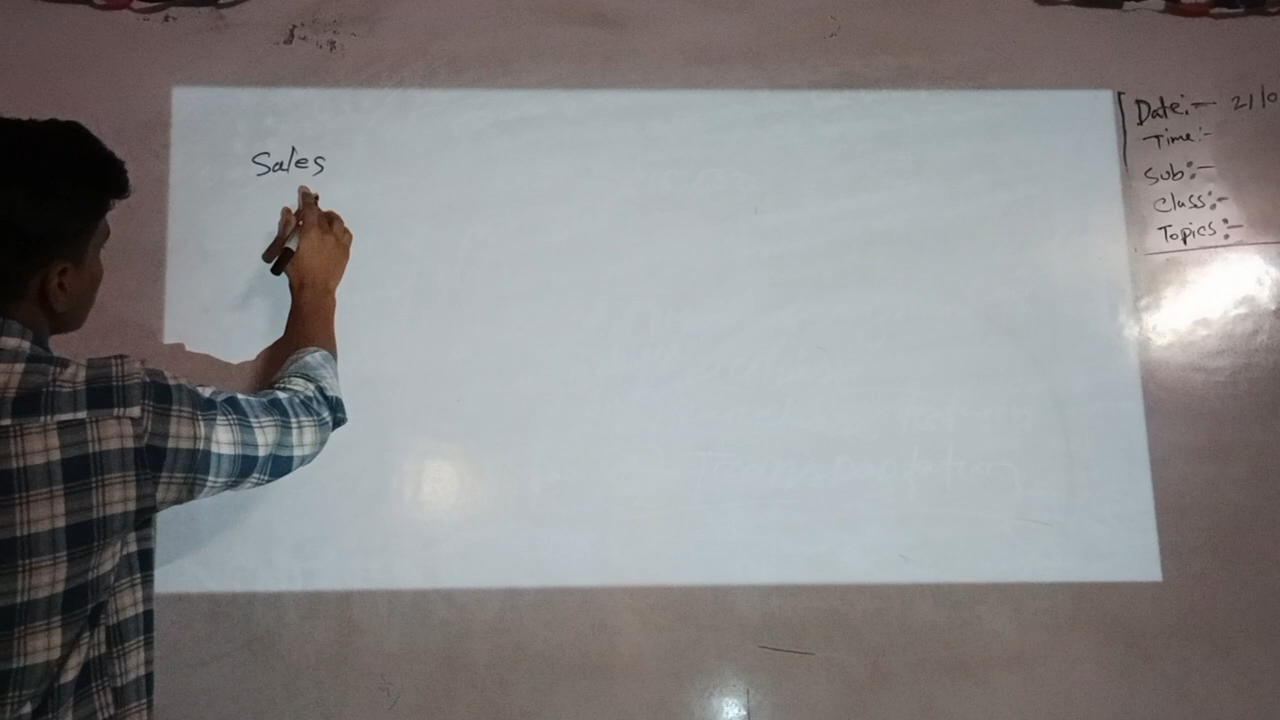 Sales
Date:- 21/0
Time:-
Sub:-
Class:-
Topics:-